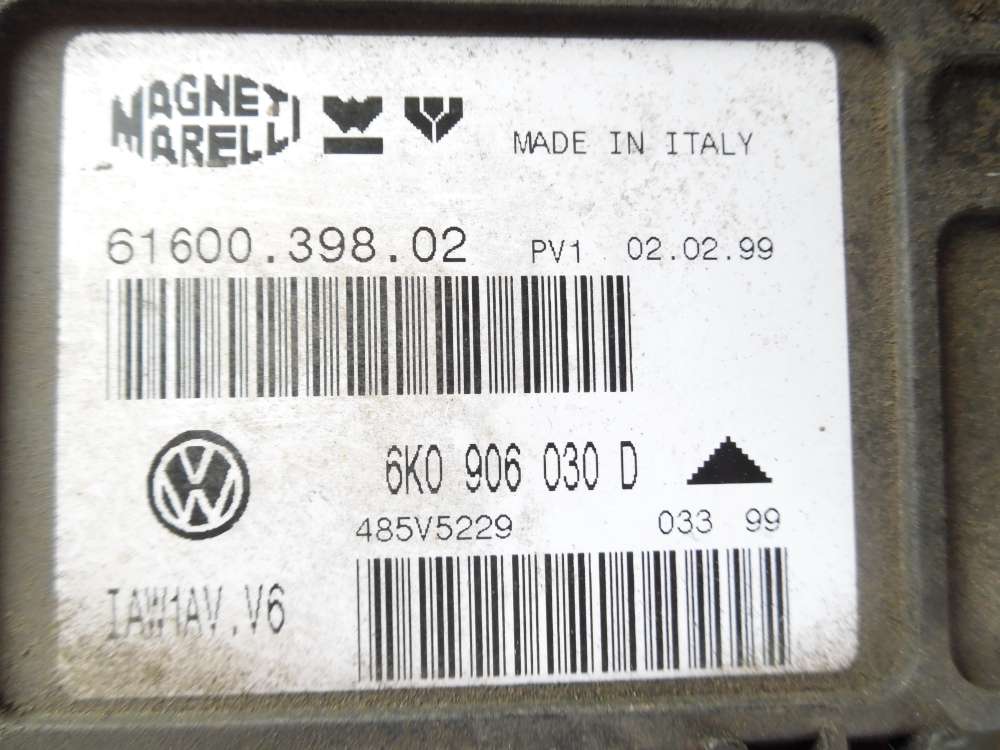 MAGNETI
MARELLI
MADE IN ITALY
61600.398.02 PV1 02.02.99
6K0 906 030 D
485V5229 033 99
IAW1AV.V6